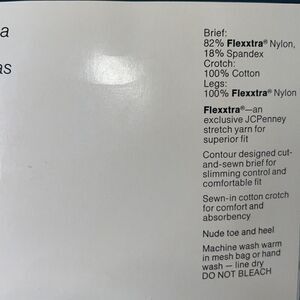 a
as
Brief:
82% Flexxtra® Nylon,
18% Spandex
Crotch:
100% Cotton
Legs:
100% Flexxtra® Nylon
Flexxtra®—an
exclusive JCPenney
stretch yarn for
superior fit
Contour designed cut-
and-sewn brief for
slimming control and
comfortable fit
Sewn-in cotton crotch
for comfort and
absorbency
Nude toe and heel
Machine wash warm
in mesh bag or hand
wash — line dry
DO NOT BLEACH